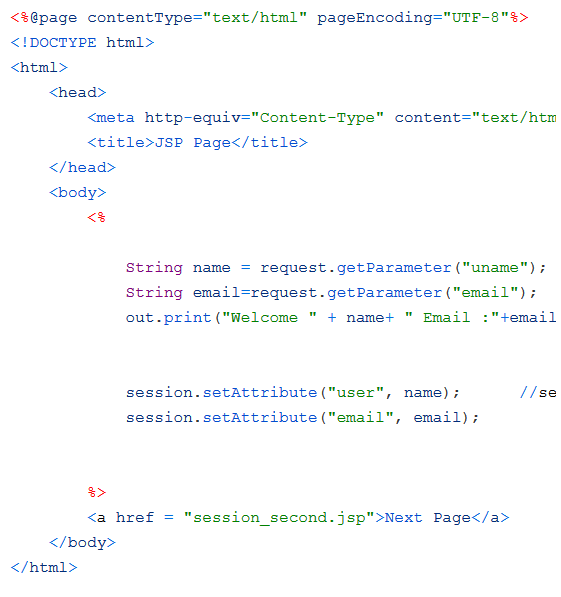 <%@page contentType="text/html" pageEncoding="UTF-8"%>
<!DOCTYPE html>
<html>
    <head>
        <meta http-equiv="Content-Type" content="text/htm
        <title>JSP Page</title>
    </head>
    <body>
        <%

            String name = request.getParameter("uname");
            String email=request.getParameter("email");
            out.print("Welcome " + name+ " Email :"+email


            session.setAttribute("user", name);      //se
            session.setAttribute("email", email);


        %>
        <a href = "session_second.jsp">Next Page</a>
    </body>
</html>